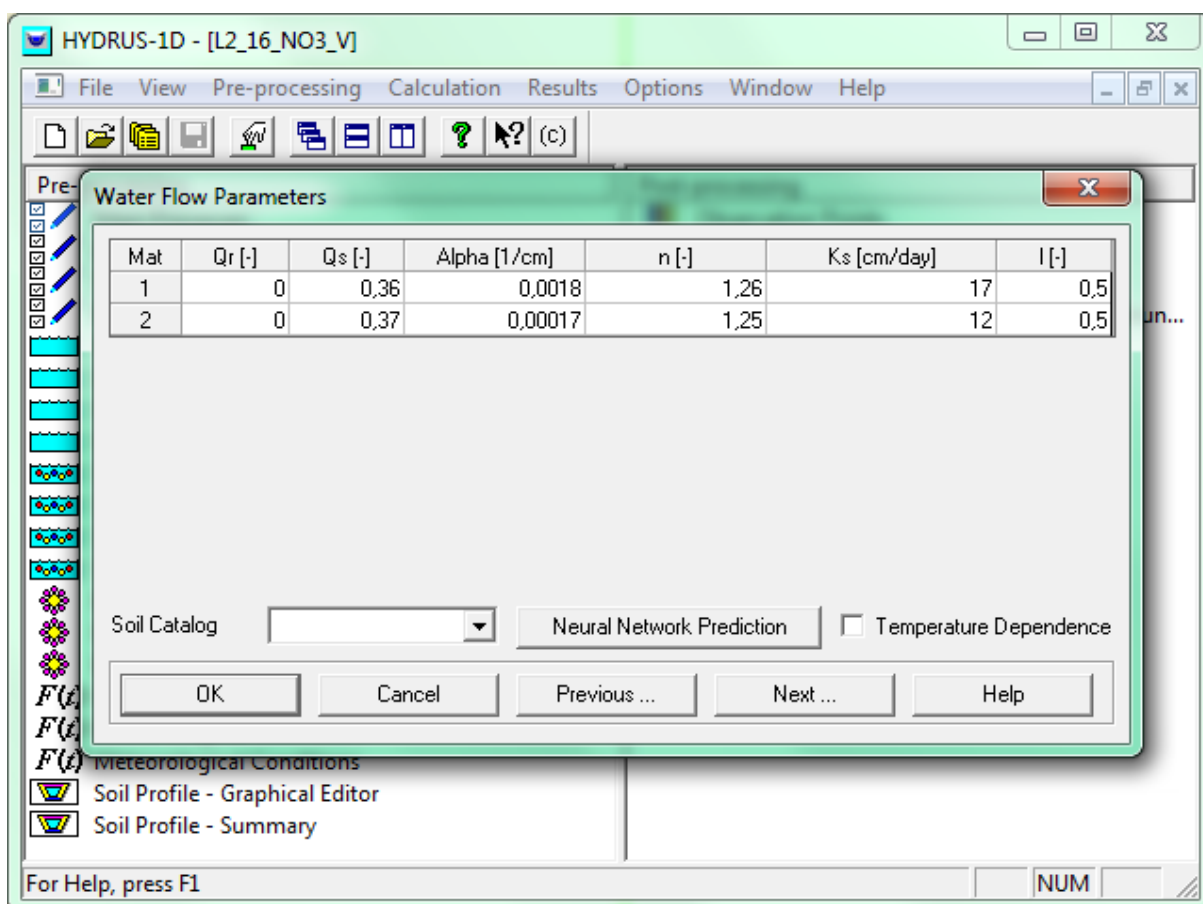 HYDRUS-1D - [L2_16_NO3_V]
File View Pre-processing Calculation Results Options Window Help
(c)
Pre-
Water Flow Parameters
Mat Qr [-] Qs [-] Alpha [1/cm] n [-] Ks [cm/day] l [-]
1 0 0,36 0,0018 1,26 17 0,5
2 0 0,37 0,00017 1,25 12 0,5
un...
Soil Catalog Neural Network Prediction Temperature Dependence
OK Cancel Previous ... Next ... Help
F(t)
F(t)
F(t) Meteorological Conditions
Soil Profile - Graphical Editor
Soil Profile - Summary
For Help, press F1 NUM